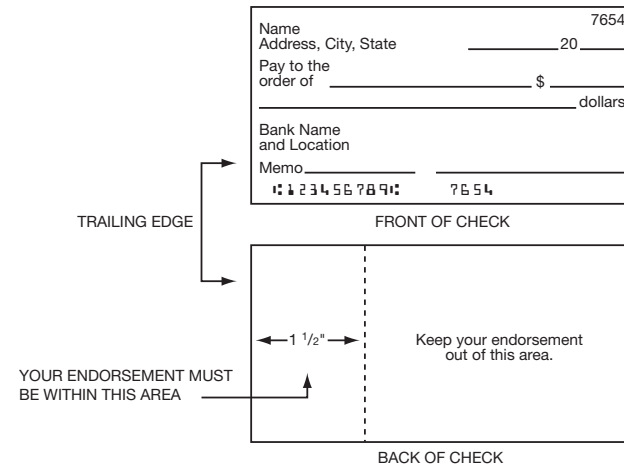 7654
Name
Address, City, State 20
Pay to the
order of $
dollars
Bank Name
and Location
Memo
⑆123456789⑆ 7654
TRAILING EDGE
FRONT OF CHECK
1 1/2"
Keep your endorsement
out of this area.
YOUR ENDORSEMENT MUST
BE WITHIN THIS AREA
BACK OF CHECK